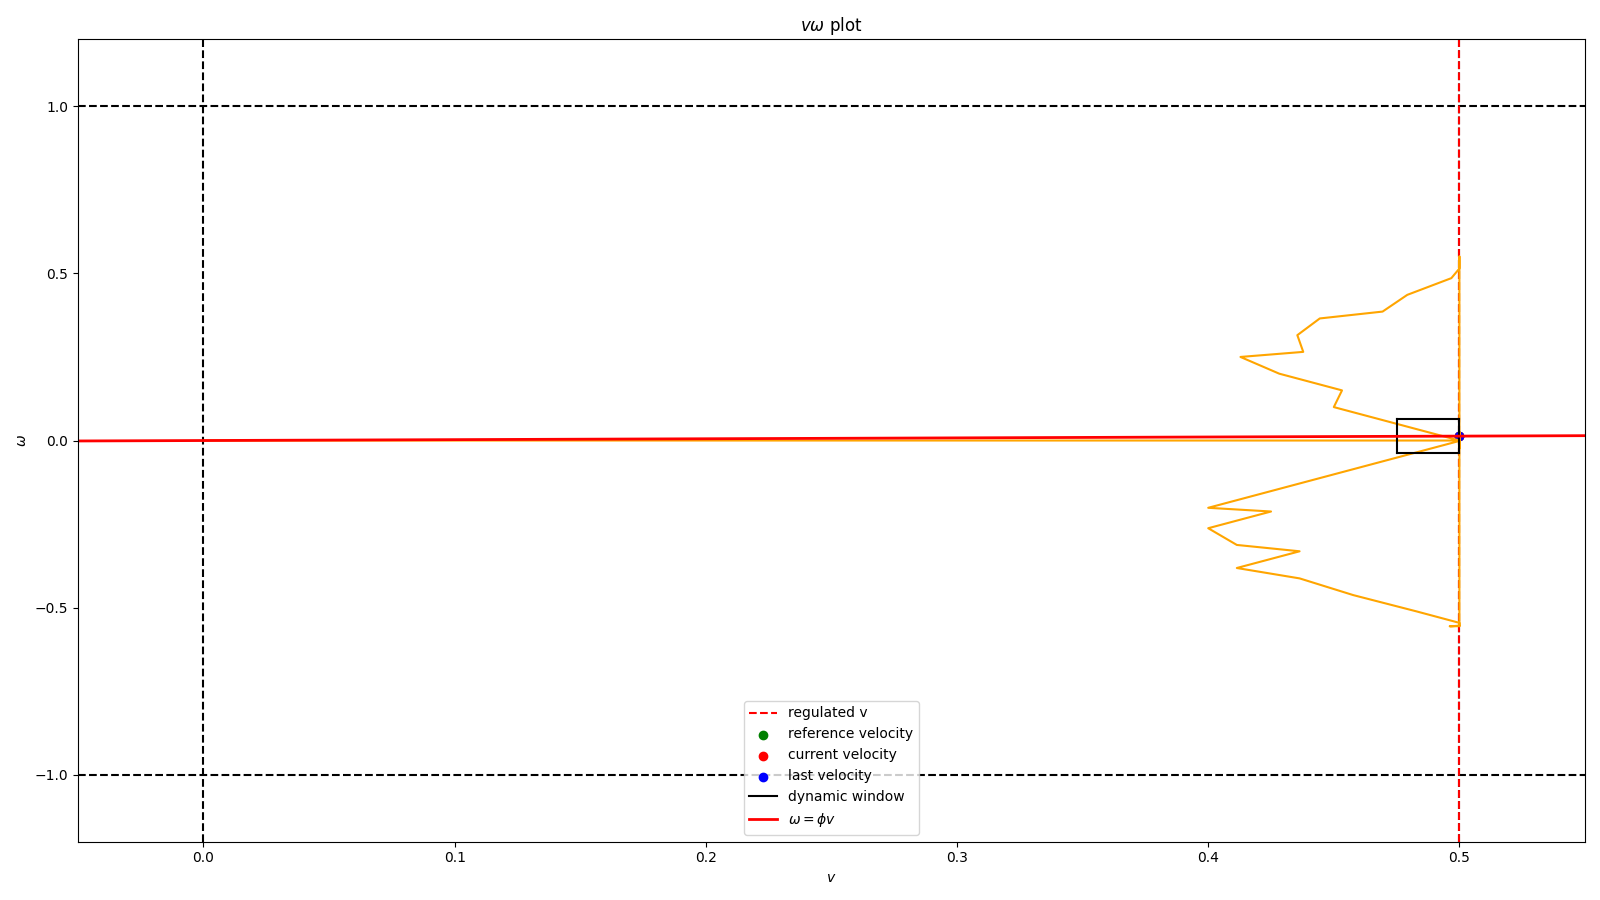 vω plot
1.0
0.5
0.0
−0.5
−1.0
ω
0.0
0.1
0.2
0.3
0.4
0.5
v
regulated v
reference velocity
current velocity
last velocity
dynamic window
ω = ϕv